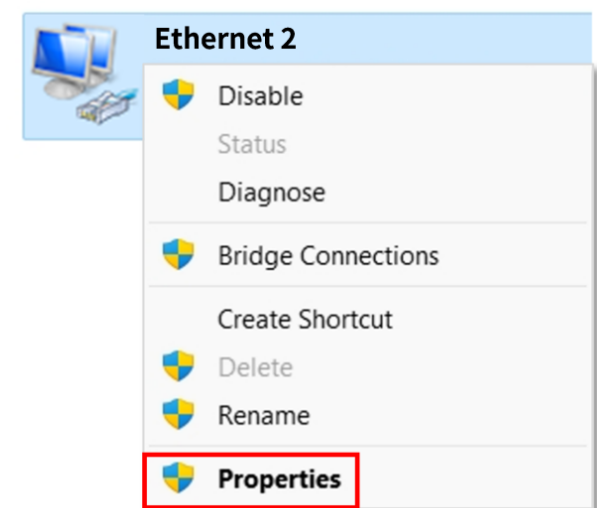 Ethernet 2
Disable
Status
Diagnose
Bridge Connections
Create Shortcut
Delete
Rename
Properties